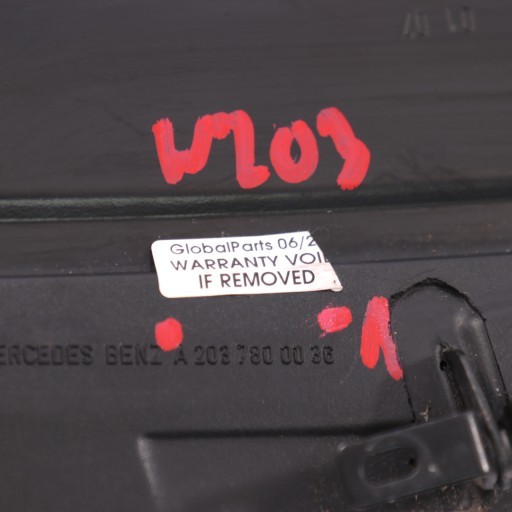 W203
GlobalParts 06/2
WARRANTY VOI
IF REMOVED
ERCEDES BENZ A 203 780 00 36